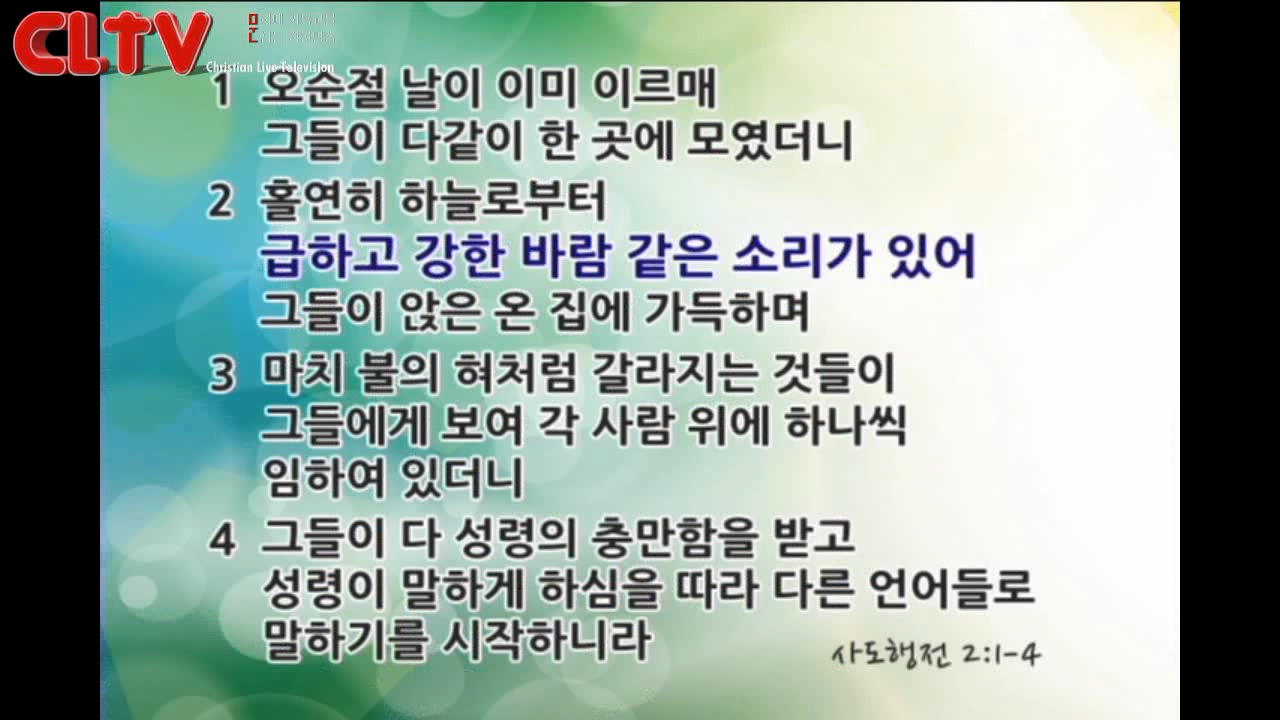 CLTV
Christian Live Television
1 오순절 날이 이미 이르매
그들이 다같이 한 곳에 모였더니
2 홀연히 하늘로부터
급하고 강한 바람 같은 소리가 있어
그들이 앉은 온 집에 가득하며
3 마치 불의 혀처럼 갈라지는 것들이
그들에게 보여 각 사람 위에 하나씩
임하여 있더니
4 그들이 다 성령의 충만함을 받고
성령이 말하게 하심을 따라 다른 언어들로
말하기를 시작하니라
사도행전 2:1-4